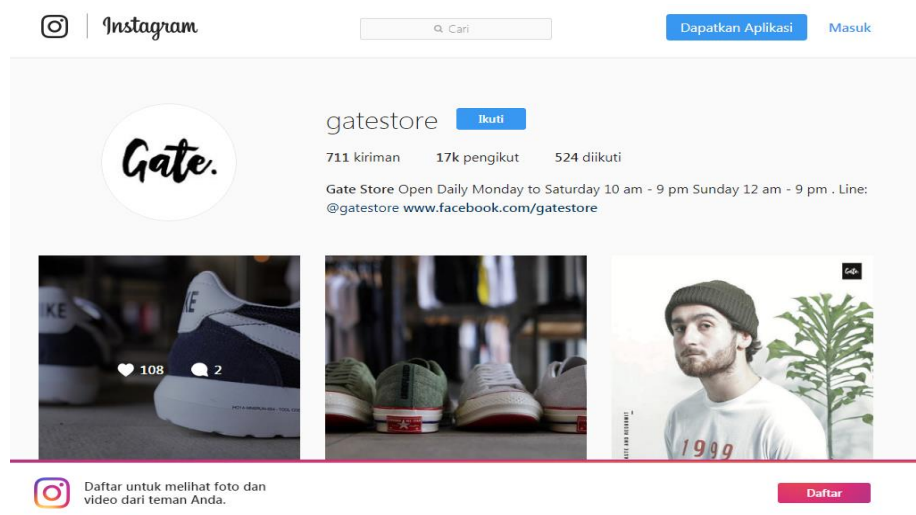 Instagram
Cari
Dapatkan Aplikasi
Masuk
Gate.
gatestore
Ikuti
711 kiriman 17k pengikut 524 diikuti
Gate Store Open Daily Monday to Saturday 10 am - 9 pm Sunday 12 am - 9 pm . Line:
@gatestore www.facebook.com/gatestore
IKE
108 2
Gate.
1999
Daftar untuk melihat foto dan
video dari teman Anda.
Daftar